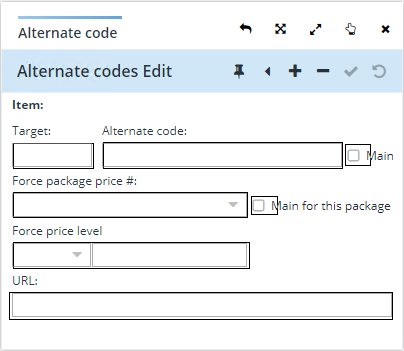 Alternate code
Alternate codes Edit
Item:
Target: Alternate code:
Main
Force package price #:
Main for this package
Force price level
URL: